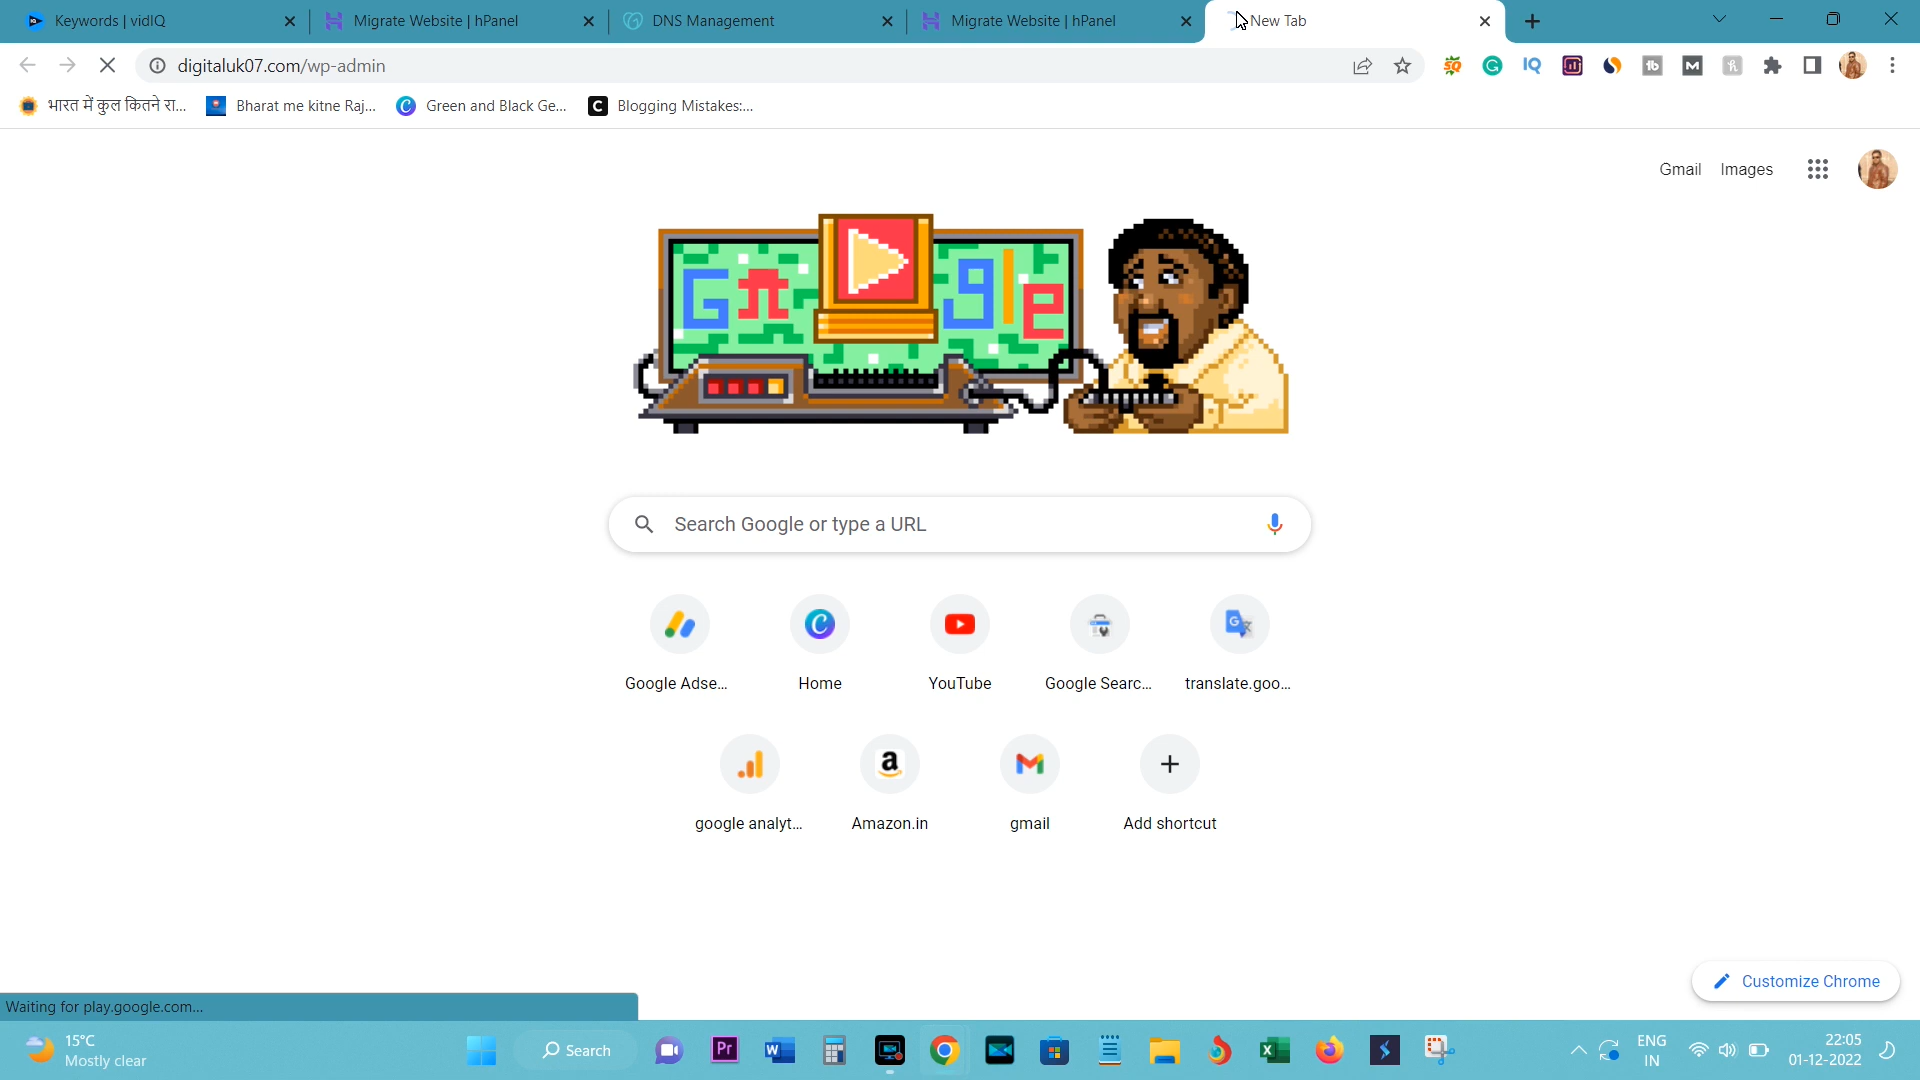 Keywords | vidIQ
Migrate Website | hPanel
DNS Management
Migrate Website | hPanel
New Tab
digitaluk07.com/wp-admin
भारत में कुल कितने रा...
Bharat me kitne Raj...
Green and Black Ge...
Blogging Mistakes:...
Gmail
Images
Search Google or type a URL
Google Adse...
Home
YouTube
Google Searc...
translate.goo...
google analyt...
Amazon.in
gmail
Add shortcut
Customize Chrome
Waiting for play.google.com...
15°C
Mostly clear
Search
ENG
IN
22:05
01-12-2022